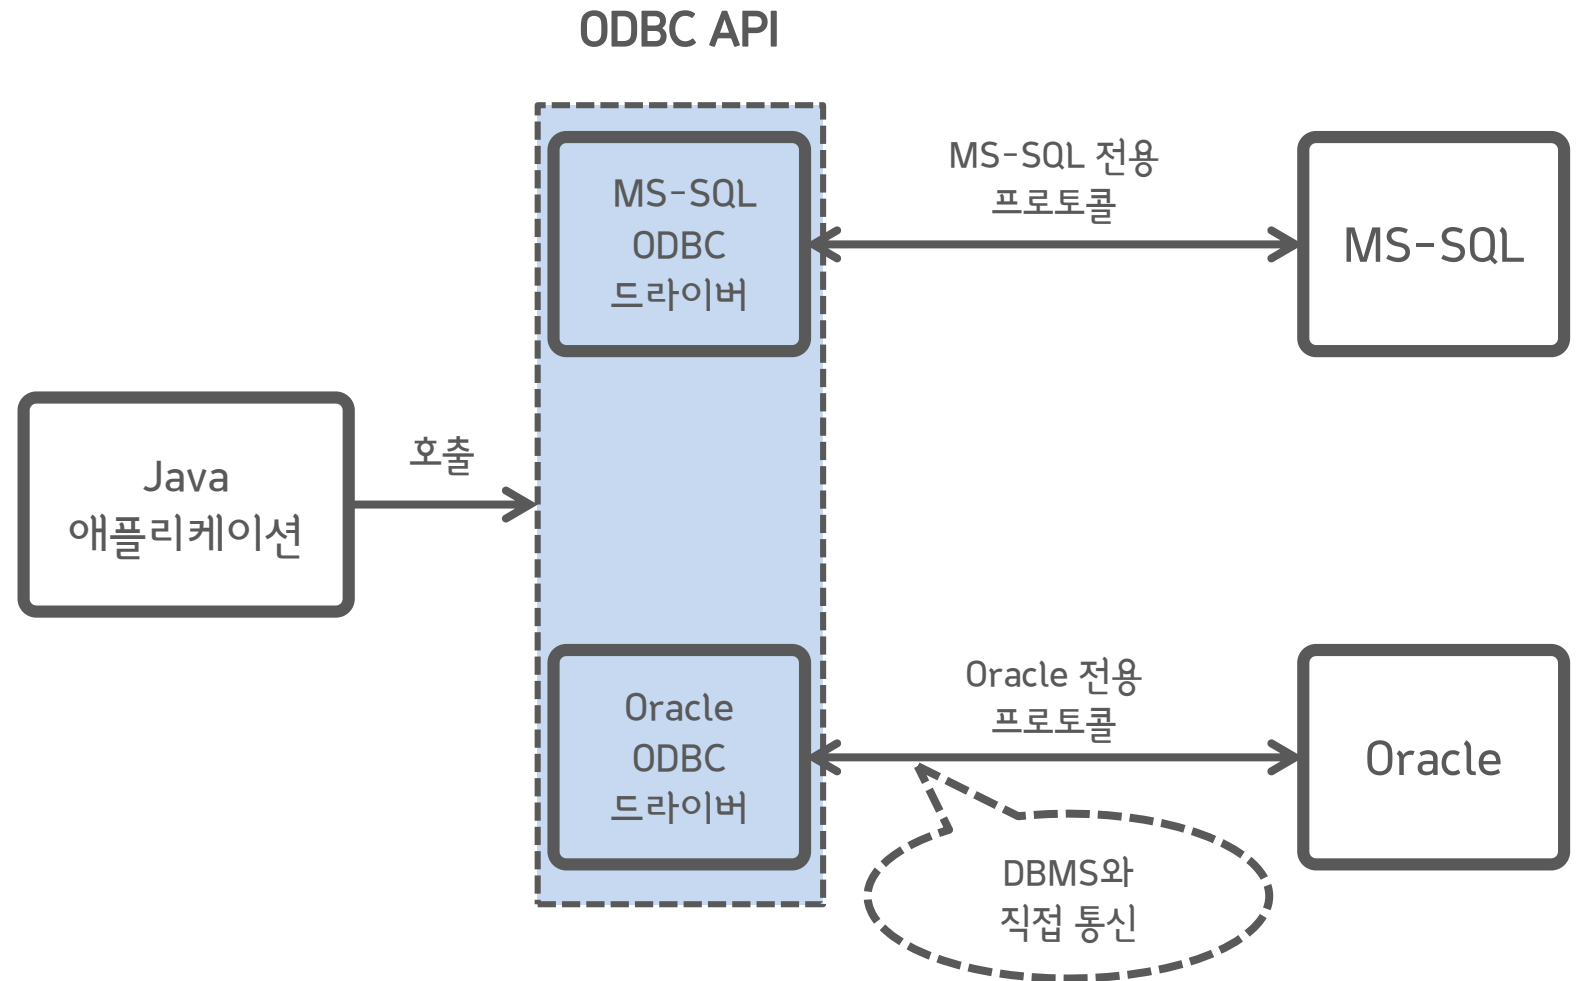 ODBC API
MS-SQL
ODBC
드라이버
MS-SQL 전용
프로토콜
MS-SQL
Java
애플리케이션
호출
Oracle
ODBC
드라이버
Oracle 전용
프로토콜
Oracle
DBMS와
직접 통신